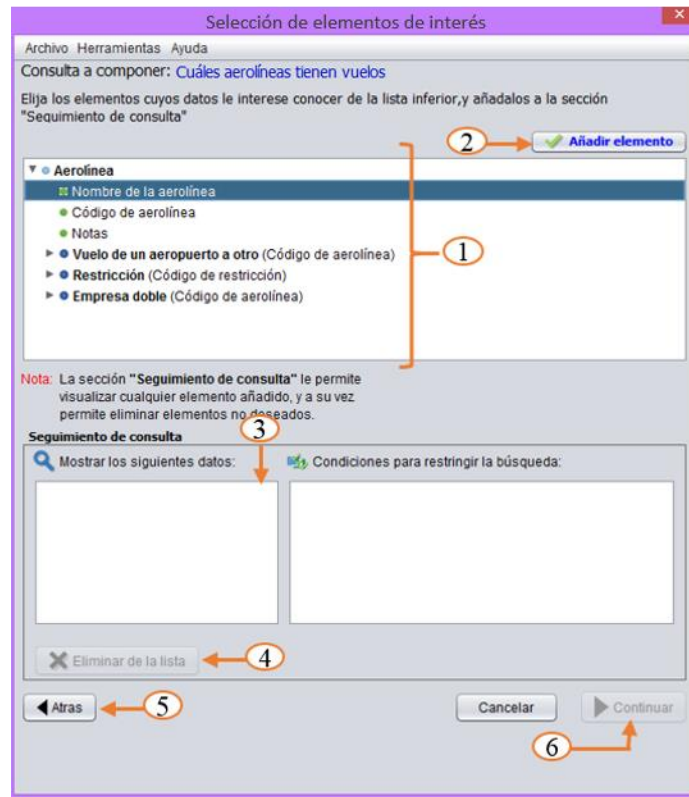 Selección de elementos de interés
Archivo Herramientas Ayuda
Consulta a componer: Cuáles aerolíneas tienen vuelos
Elija los elementos cuyos datos le interese conocer de la lista inferior,y añadalos a la sección
"Seguimiento de consulta"
2 Añadir elemento
Aerolínea
Nombre de la aerolínea
Código de aerolínea
Notas
Vuelo de un aeropuerto a otro (Código de aerolínea)
1
Restricción (Código de restricción)
Empresa doble (Código de aerolínea)
Nota: La sección "Seguimiento de consulta" le permite
visualizar cualquier elemento añadido, y a su vez
permite eliminar elementos no deseados.
Seguimiento de consulta
3
Mostrar los siguientes datos: Condiciones para restringir la búsqueda:
Eliminar de la lista 4
Atras 5 Cancelar Continuar
6